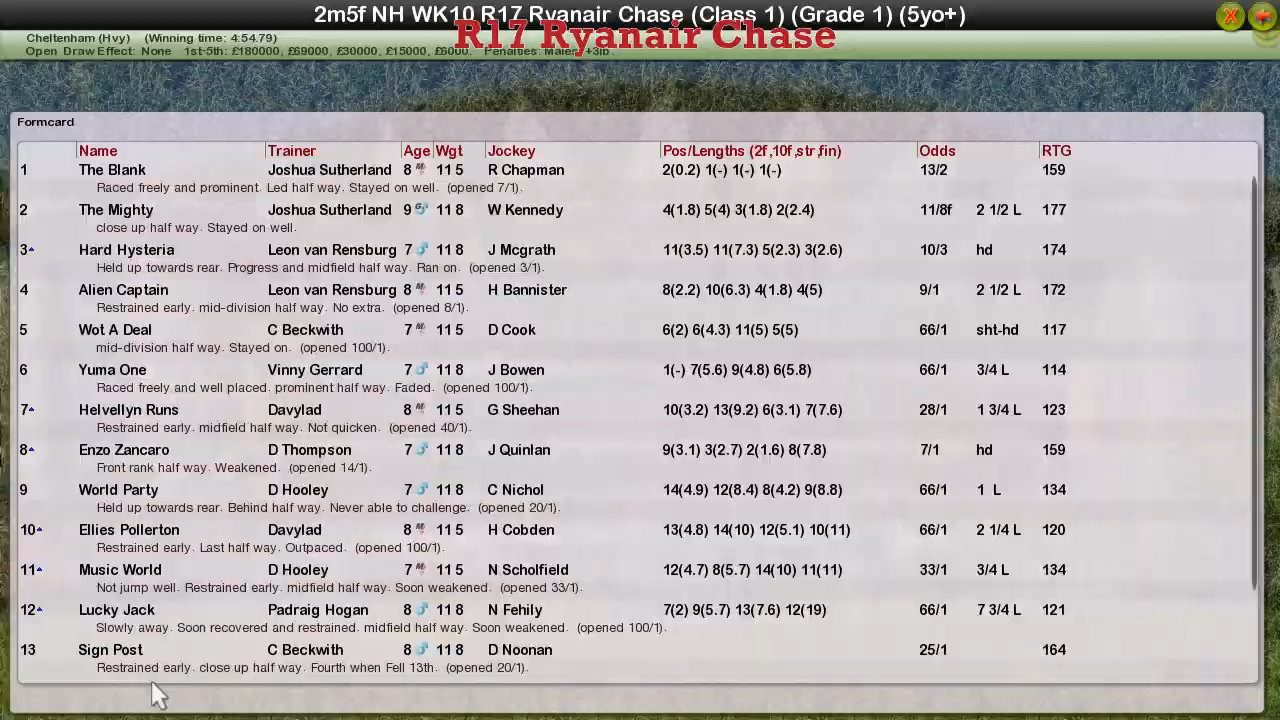 2m5f NH WK10 R17 Ryanair Chase (Class 1) (Grade 1) (5yo+)
R17 Ryanair Chase
Cheltenham (Hvy) (Winning time: 4:54.79)
Open Draw Effect: None 1st-5th: £180000, £69000, £30000, £15000, £6000. Penalties: Males, +3lb.
Formcard
Name Trainer Age Wgt Jockey Pos/Lengths (2f,10f,str,fin) Odds RTG
1 The Blank Joshua Sutherland 8 11 5 R Chapman 2(0.2) 1(-) 1(-) 1(-) 13/2 159
Raced freely and prominent. Led half way. Stayed on well. (opened 7/1).
2 The Mighty Joshua Sutherland 9 11 8 W Kennedy 4(1.8) 5(4) 3(1.8) 2(2.4) 11/8f 2 1/2 L 177
close up half way. Stayed on well.
3 Hard Hysteria Leon van Rensburg 7 11 8 J Mcgrath 11(3.5) 11(7.3) 5(2.3) 3(2.6) 10/3 hd 174
Held up towards rear. Progress and midfield half way. Ran on. (opened 3/1).
4 Alien Captain Leon van Rensburg 8 11 5 H Bannister 8(2.2) 10(6.3) 4(1.8) 4(5) 9/1 2 1/2 L 172
Restrained early. mid-division half way. No extra. (opened 8/1).
5 Wot A Deal C Beckwith 7 11 5 D Cook 6(2) 6(4.3) 11(5) 5(5) 66/1 sht-hd 117
mid-division half way. Stayed on. (opened 100/1).
6 Yuma One Vinny Gerrard 7 11 8 J Bowen 1(-) 7(5.6) 9(4.8) 6(5.8) 66/1 3/4 L 114
Raced freely and well placed. prominent half way. Faded. (opened 100/1).
7 Helvellyn Runs Davylad 8 11 5 G Sheehan 10(3.2) 13(9.2) 6(3.1) 7(7.6) 28/1 1 3/4 L 123
Restrained early. midfield half way. Not quicken. (opened 40/1).
8 Enzo Zancaro D Thompson 7 11 8 J Quinlan 9(3.1) 3(2.7) 2(1.6) 8(7.8) 7/1 hd 159
Front rank half way. Weakened. (opened 14/1).
9 World Party D Hooley 7 11 8 C Nichol 14(4.9) 12(8.4) 8(4.2) 9(8.8) 66/1 1 L 134
Held up towards rear. Behind half way. Never able to challenge. (opened 20/1).
10 Ellies Pollerton Davylad 8 11 5 H Cobden 13(4.8) 14(10) 12(5.1) 10(11) 66/1 2 1/4 L 120
Restrained early. Last half way. Outpaced. (opened 100/1).
11 Music World D Hooley 7 11 5 N Scholfield 12(4.7) 8(5.7) 14(10) 11(11) 33/1 3/4 L 134
Not jump well. Restrained early. midfield half way. Soon weakened. (opened 33/1).
12 Lucky Jack Padraig Hogan 8 11 8 N Fehily 7(2) 9(5.7) 13(7.6) 12(19) 66/1 7 3/4 L 121
Slowly away. Soon recovered and restrained. midfield half way. Soon weakened. (opened 100/1).
13 Sign Post C Beckwith 8 11 8 D Noonan 25/1 164
Restrained early. close up half way. Fourth when Fell 13th. (opened 20/1).